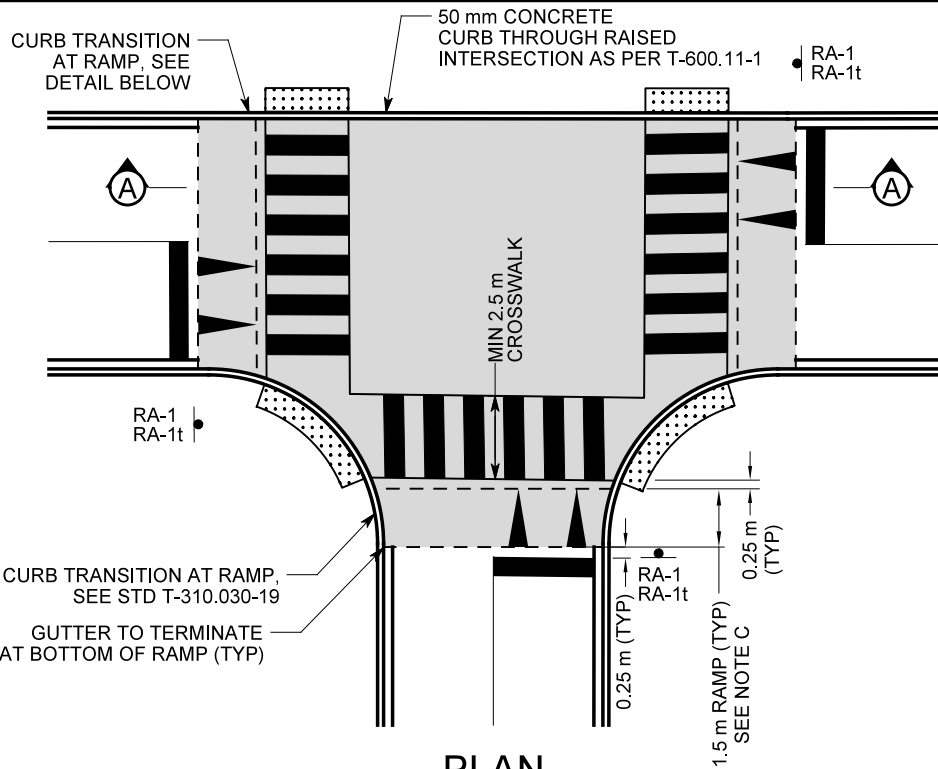 50 mm CONCRETE
CURB THROUGH RAISED
INTERSECTION AS PER T-600.11-1
CURB TRANSITION
AT RAMP, SEE
DETAIL BELOW
RA-1
RA-1t
A
A
MIN 2.5 m
CROSSWALK
RA-1
RA-1t
CURB TRANSITION AT RAMP,
SEE STD T-310.030-19
GUTTER TO TERMINATE
AT BOTTOM OF RAMP (TYP)
0.25 m (TYP)
RA-1
RA-1t
1.5 m RAMP (TYP)
SEE NOTE C
0.25 m
(TYP)
PLAN